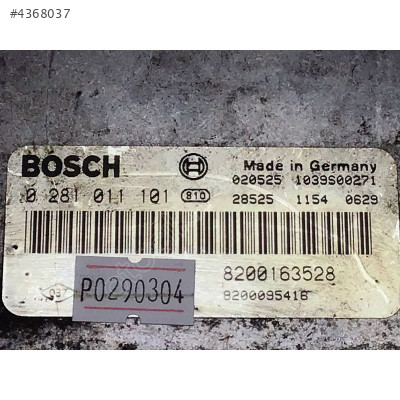 #4368037
BOSCH Made in Germany
020525 1039S00271
0 281 011 101 810 28525 1154 0629
8200163528
8200095416
P0290304